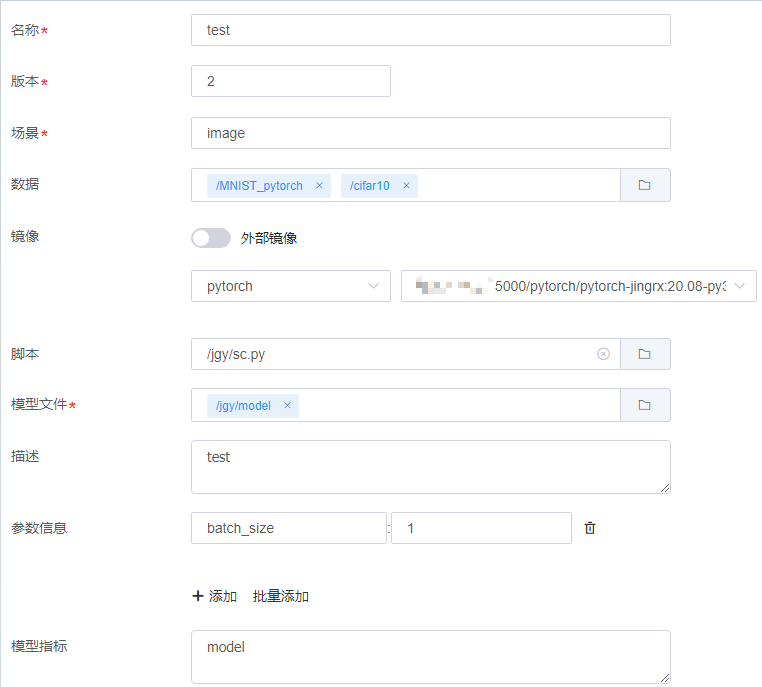 名称*
test
版本*
2
场景*
image
数据
/MNIST_pytorch × /cifar10 ×
镜像
外部镜像
pytorch
5000/pytorch/pytorch-jingrx:20.08-py3
脚本
/jgy/sc.py
模型文件*
/jgy/model ×
描述
test
参数信息
batch_size : 1
+ 添加 批量添加
模型指标
model